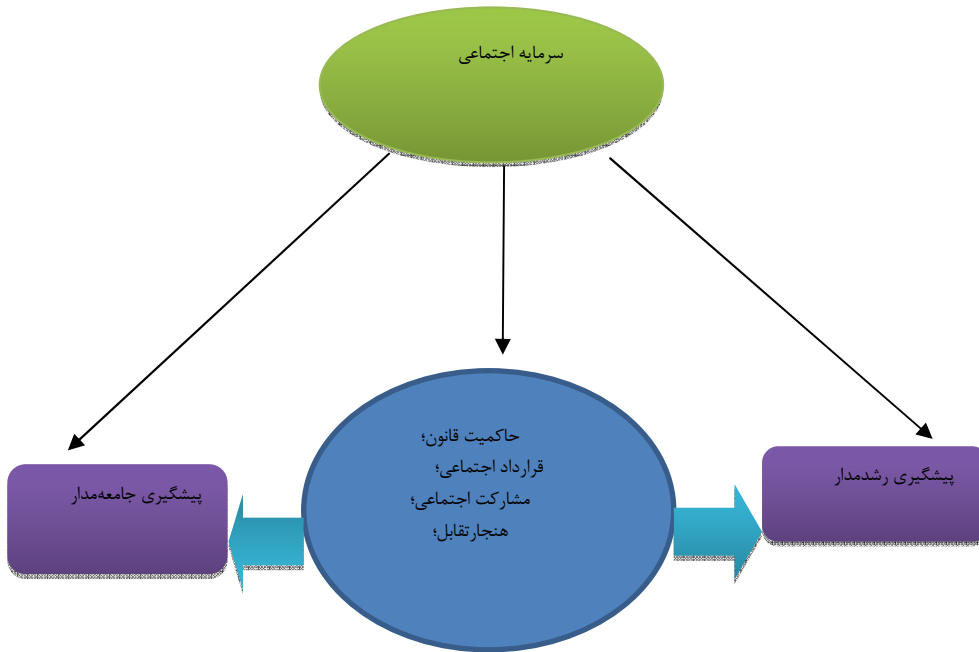 سرمایه اجتماعی
حاکمیت قانون؛
قرارداد اجتماعی؛
مشارکت اجتماعی؛
هنجارتقابل؛
پیشگیری رشدمدار
پیشگیری جامعه‌مدار